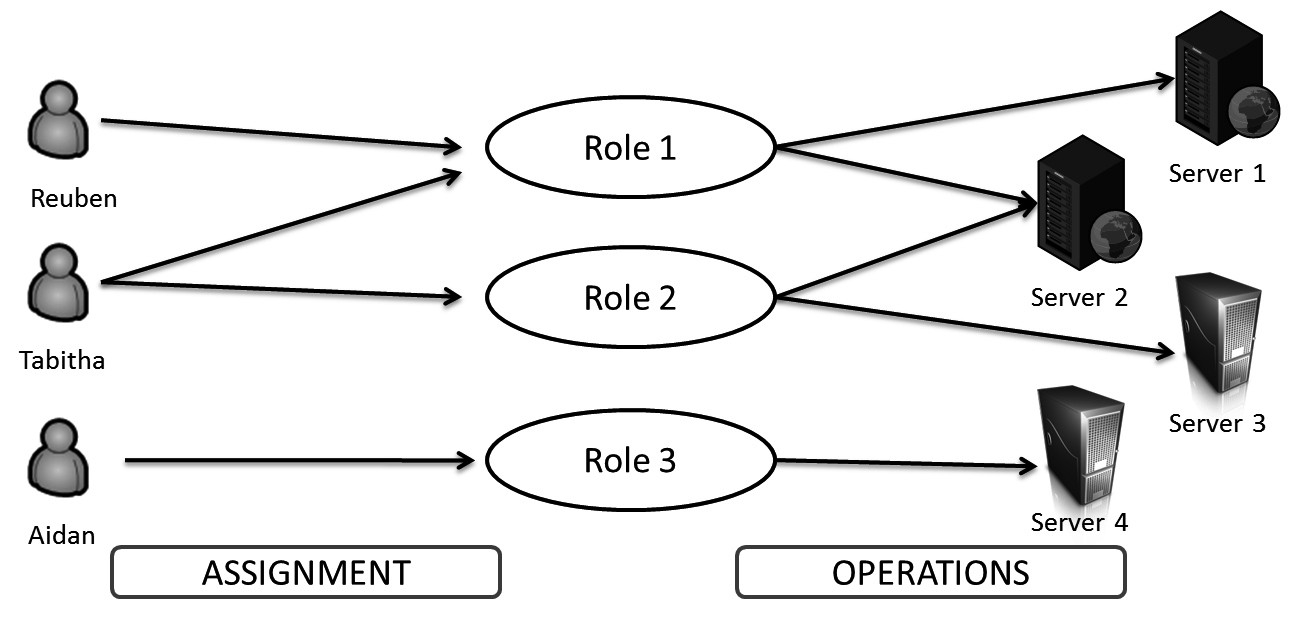 Reuben
Tabitha
Aidan
Role 1
Role 2
Role 3
Server 1
Server 2
Server 3
Server 4
ASSIGNMENT
OPERATIONS